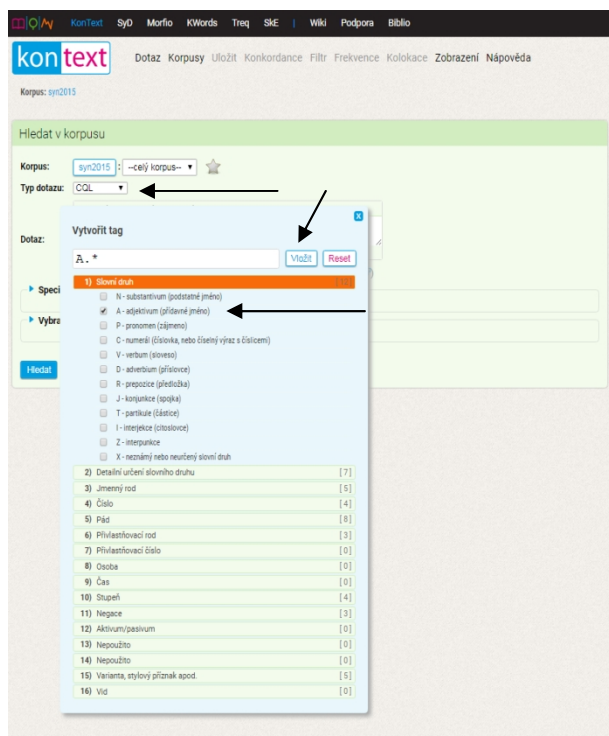 KonText SyD Morfio KWords Treq SkE | Wiki Podpora Biblio
kontext Dotaz Korpusy Uložit Konkordance Filtr Frekvence Kolokace Zobrazení Nápověda
Korpus: syn2015
Hledat v korpusu
Korpus: syn2015 : --celý korpus--
Typ dotazu: CQL
Dotaz:
Vytvořit tag
A.* Vložit Reset
1) Slovní druh [12]
N - substantivum (podstatné jméno)
A - adjektivum (přídavné jméno)
P - pronomen (zájmeno)
C - numerál (číslovka, nebo číselný výraz s číslicemi)
V - verbum (sloveso)
D - adverbium (příslovce)
R - prepozice (předložka)
J - konjunkce (spojka)
T - partikule (částice)
I - interjekce (citoslovce)
Z - interpunkce
X - neznámý nebo neurčený slovní druh
2) Detailní určení slovního druhu [7]
3) Jmenný rod [5]
4) Číslo [4]
5) Pád [8]
6) Přivlastňovací rod [3]
7) Přivlastňovací číslo [0]
8) Osoba [0]
9) Čas [0]
10) Stupeň [4]
11) Negace [3]
12) Aktivum/pasivum [0]
13) Nepoužito [0]
14) Nepoužito [0]
15) Varianta, stylový příznak apod. [5]
16) Vid [0]
Speci
Vybra
Hledat